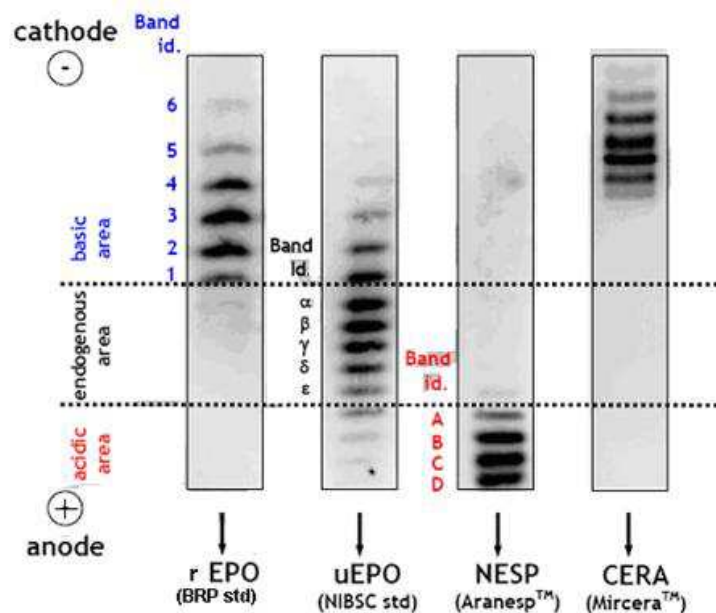 cathode
-
Band
id.
6
5
4
3
2
1
basic
area
Band
Id.
α
β
γ
δ
ε
endogenous
area
Band
id.
A
B
C
D
acidic
area
+
anode
r EPO
(BRP std)
uEPO
(NIBSC std)
NESP
(Aranesp™)
CERA
(Mircera™)